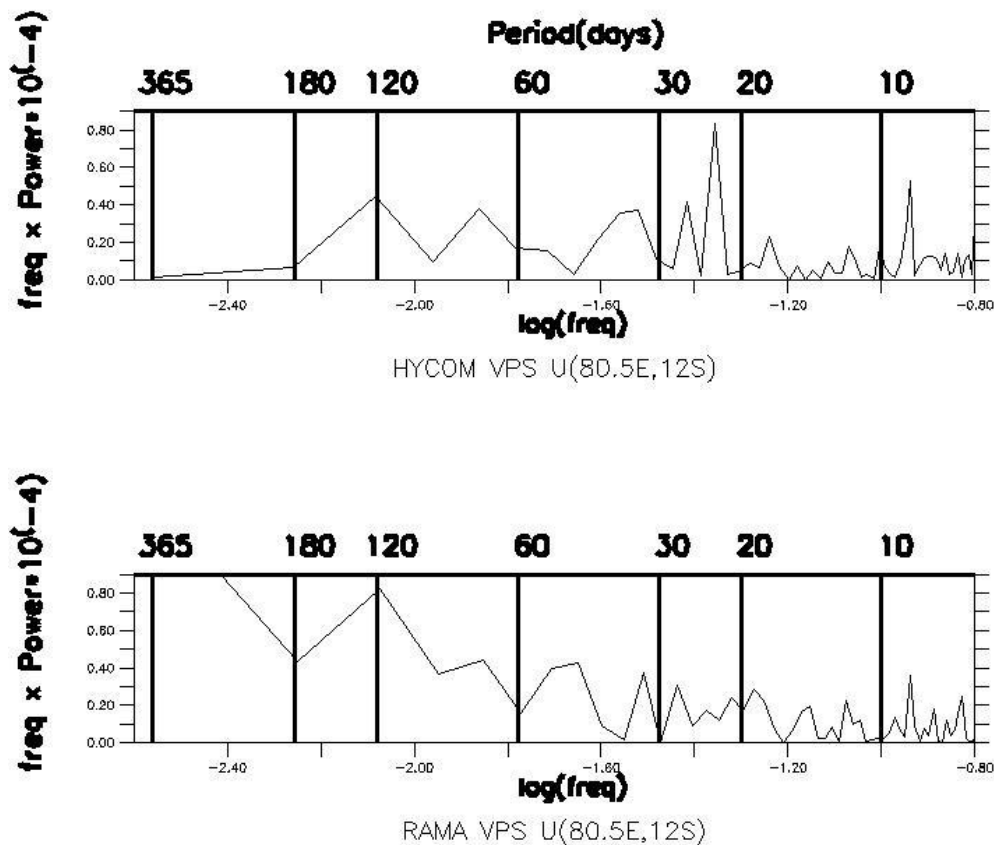 Period(days)
365 180 120 60 30 20 10
freq × Power*10(-4)
0.80
0.60
0.40
0.20
0.00
-2.40 -2.00 -1.60 -1.20 -0.80
log(freq)
HYCOM VPS U(80.5E,12S)
365 180 120 60 30 20 10
freq × Power*10(-4)
0.80
0.60
0.40
0.20
0.00
-2.40 -2.00 -1.60 -1.20 -0.80
log(freq)
RAMA VPS U(80.5E,12S)